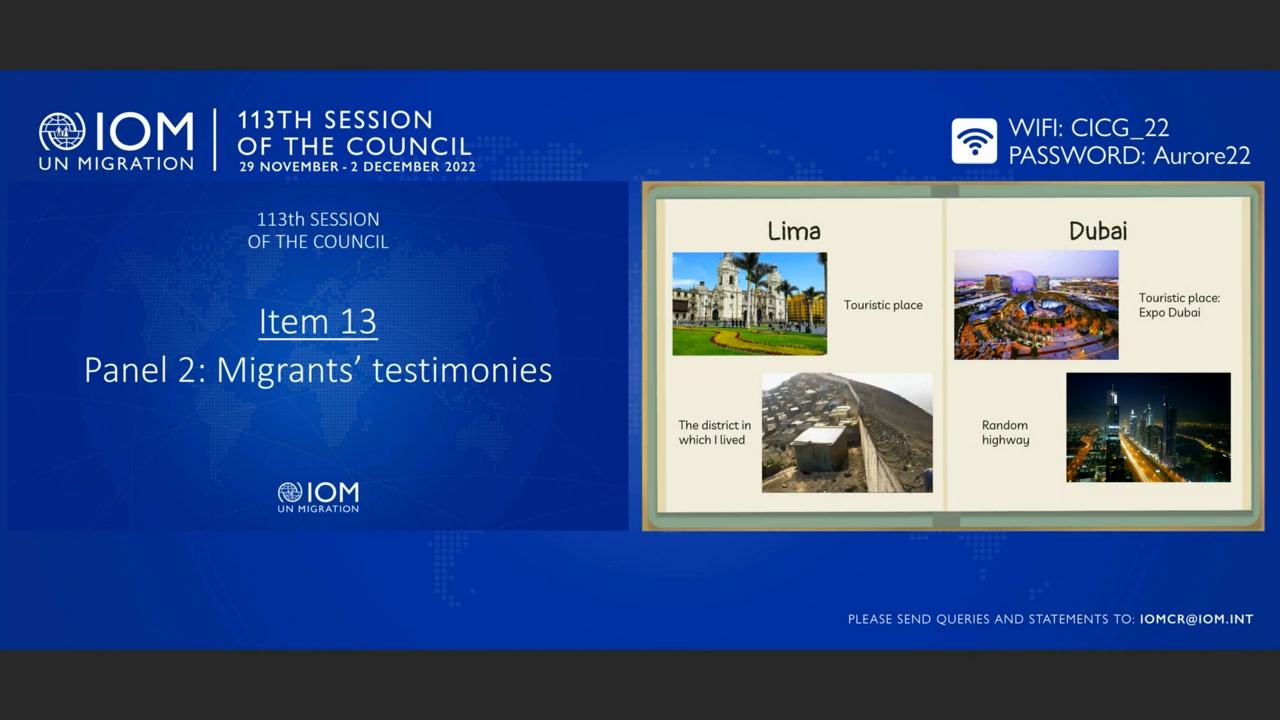 IOM
UN MIGRATION
113TH SESSION
OF THE COUNCIL
29 NOVEMBER - 2 DECEMBER 2022
WIFI: CICG_22
PASSWORD: Aurore22
113th SESSION
OF THE COUNCIL
Item 13
Panel 2: Migrants’ testimonies
IOM
UN MIGRATION
Lima
Touristic place
The district in
which I lived
Dubai
Touristic place:
Expo Dubai
Random
highway
PLEASE SEND QUERIES AND STATEMENTS TO: IOMCR@IOM.INT